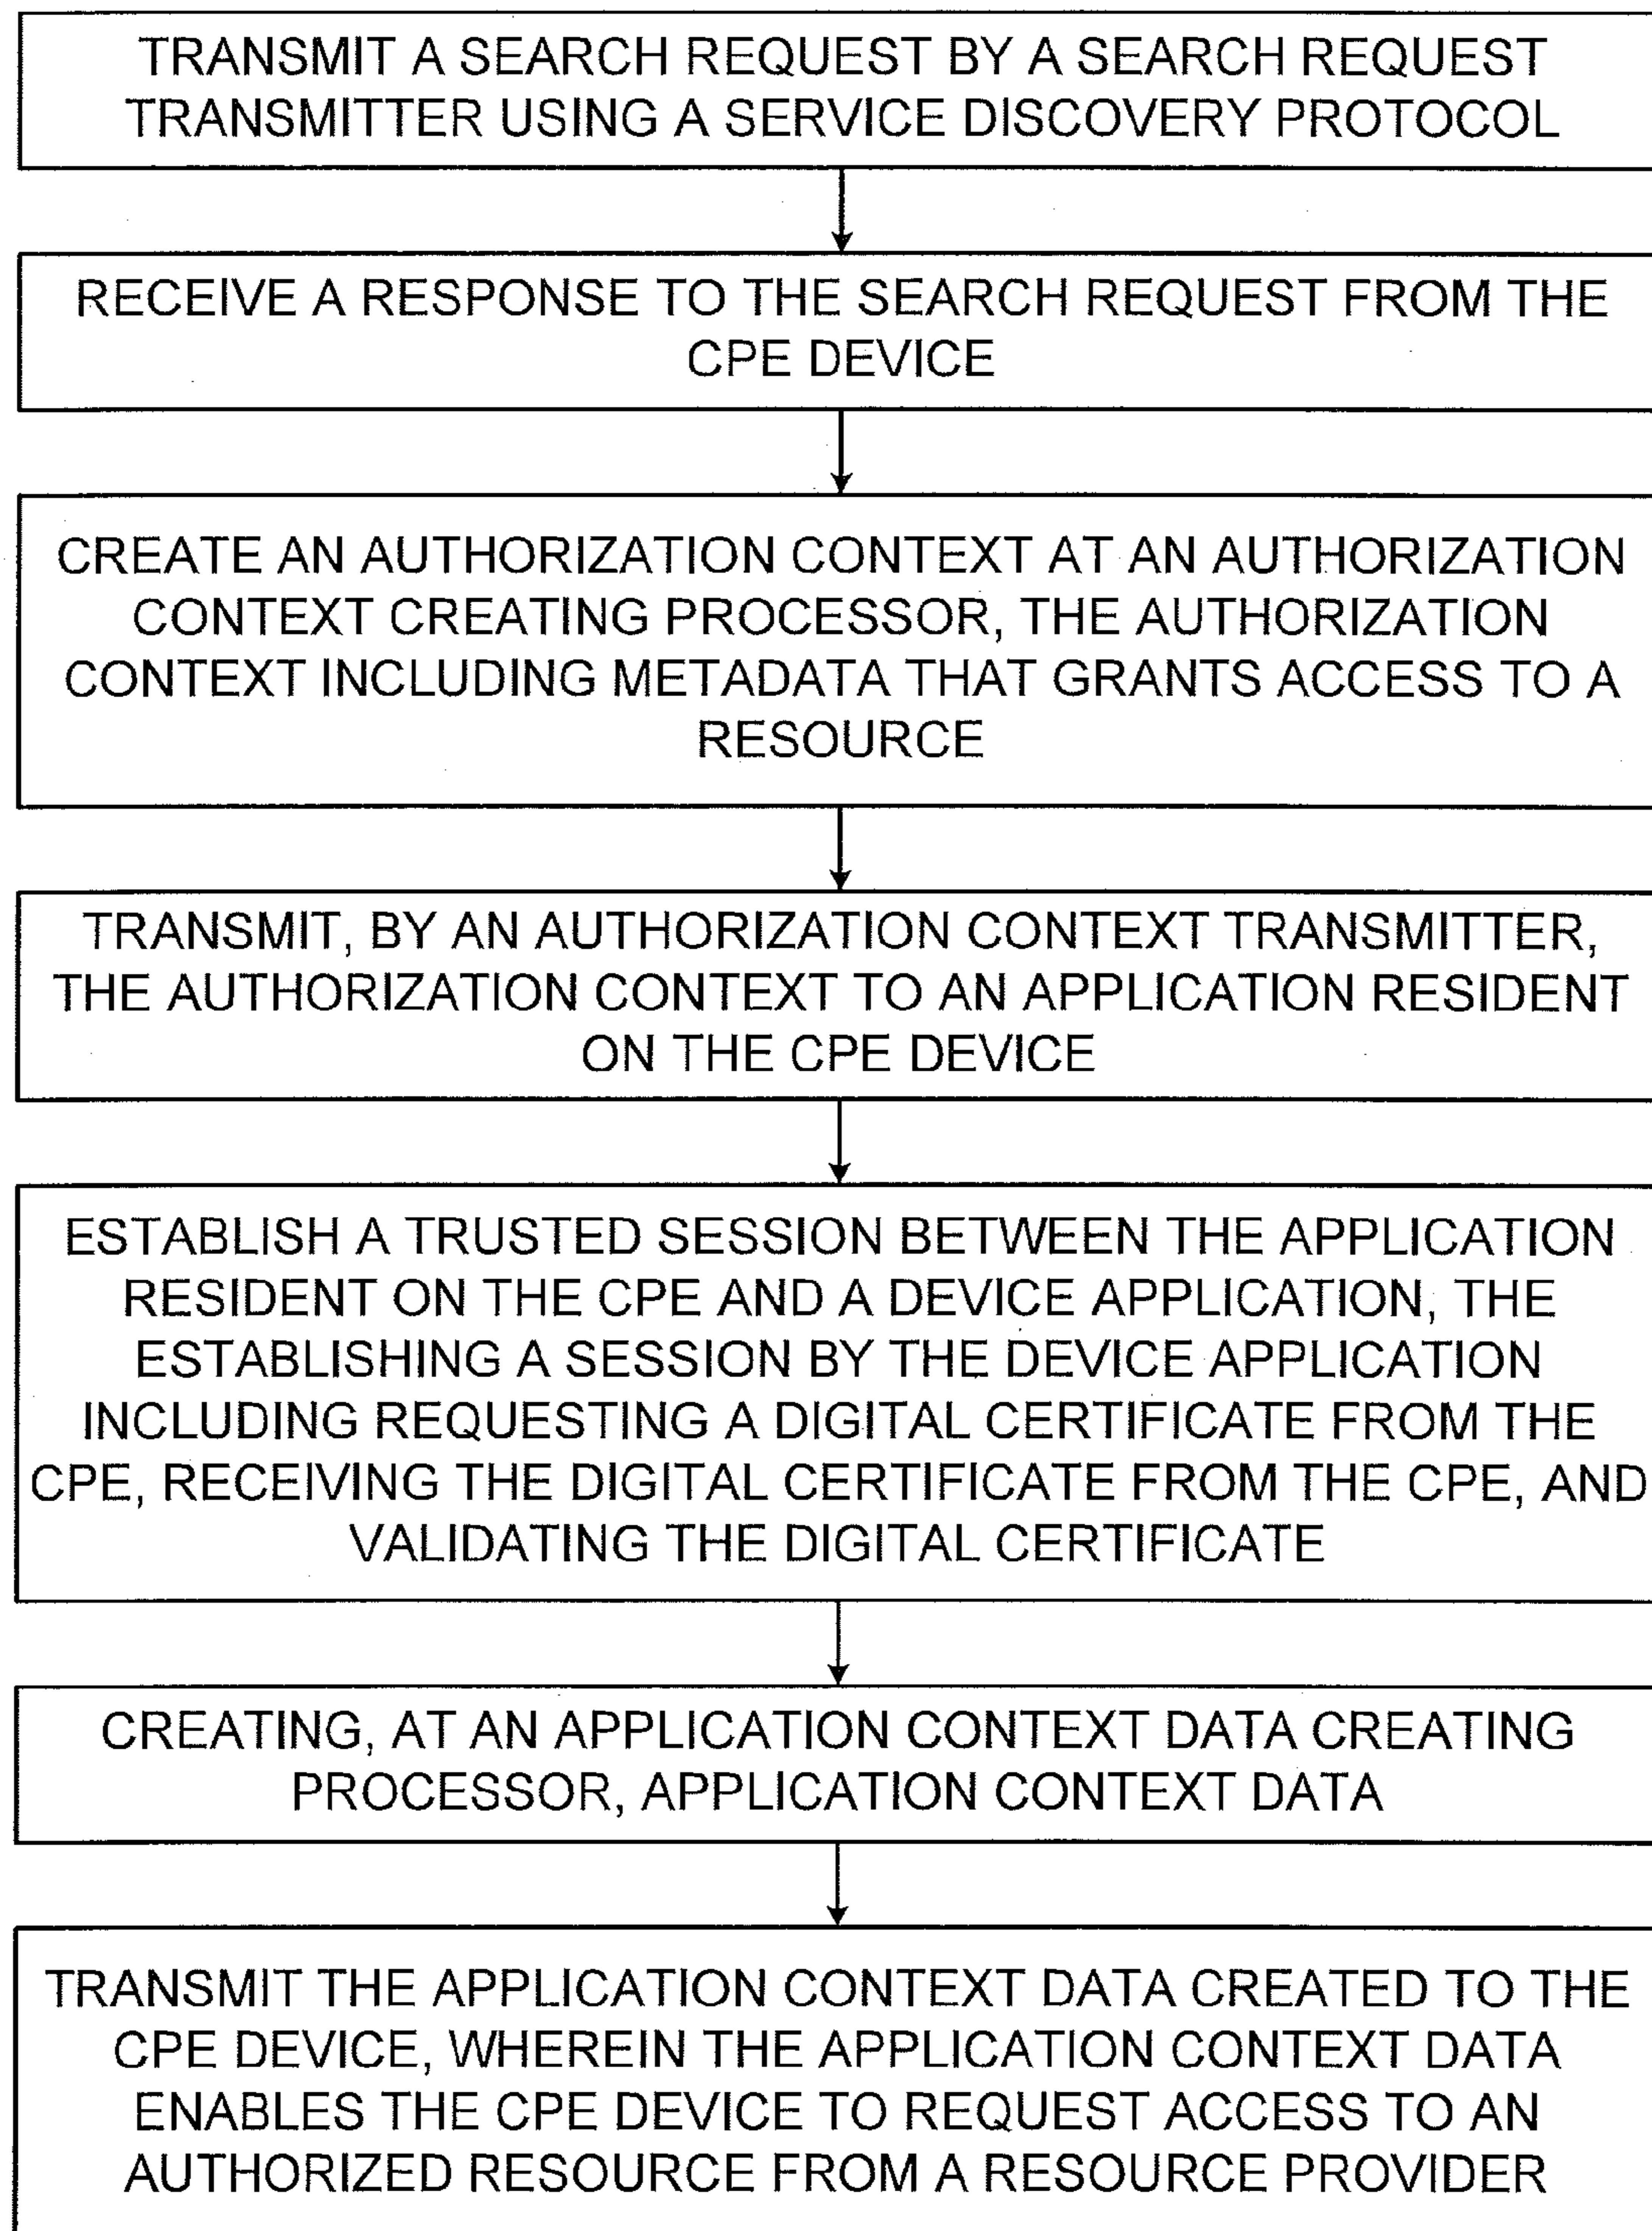 TRANSMIT A SEARCH REQUEST BY A SEARCH REQUEST
TRANSMITTER USING A SERVICE DISCOVERY PROTOCOL
RECEIVE A RESPONSE TO THE SEARCH REQUEST FROM THE
CPE DEVICE
CREATE AN AUTHORIZATION CONTEXT AT AN AUTHORIZATION
CONTEXT CREATING PROCESSOR, THE AUTHORIZATION
CONTEXT INCLUDING METADATA THAT GRANTS ACCESS TO A
RESOURCE
TRANSMIT, BY AN AUTHORIZATION CONTEXT TRANSMITTER,
THE AUTHORIZATION CONTEXT TO AN APPLICATION RESIDENT
ON THE CPE DEVICE
ESTABLISH A TRUSTED SESSION BETWEEN THE APPLICATION
RESIDENT ON THE CPE AND A DEVICE APPLICATION, THE
ESTABLISHING A SESSION BY THE DEVICE APPLICATION
INCLUDING REQUESTING A DIGITAL CERTIFICATE FROM THE
CPE, RECEIVING THE DIGITAL CERTIFICATE FROM THE CPE, AND
VALIDATING THE DIGITAL CERTIFICATE
CREATING, AT AN APPLICATION CONTEXT DATA CREATING
PROCESSOR, APPLICATION CONTEXT DATA
TRANSMIT THE APPLICATION CONTEXT DATA CREATED TO THE
CPE DEVICE, WHEREIN THE APPLICATION CONTEXT DATA
ENABLES THE CPE DEVICE TO REQUEST ACCESS TO AN
AUTHORIZED RESOURCE FROM A RESOURCE PROVIDER